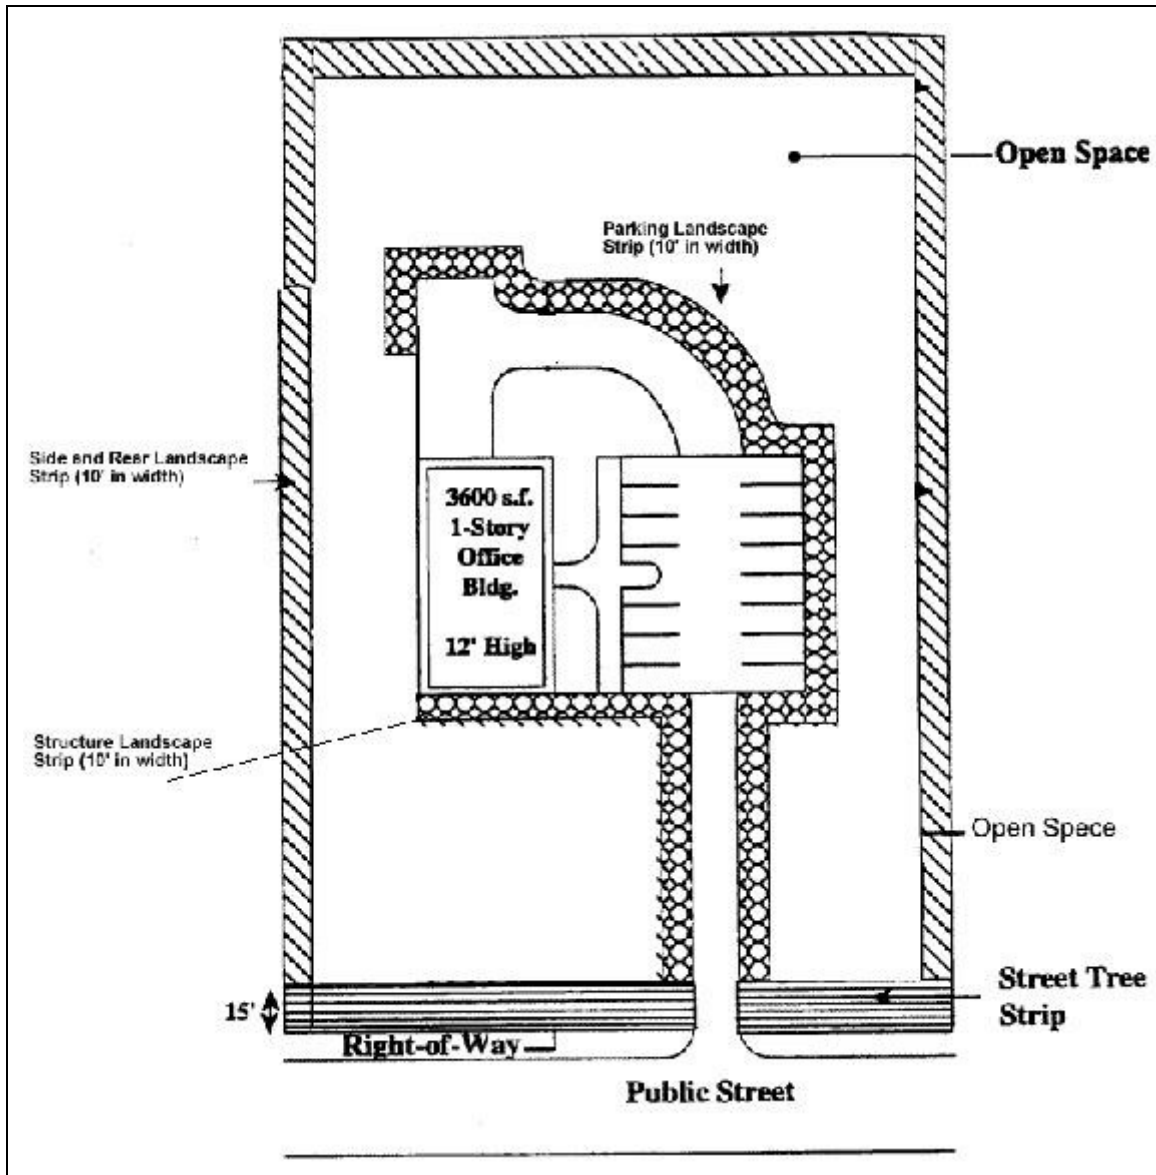 Open Space
Parking Landscape
Strip (10' in width)
Side and Rear Landscape
Strip (10' in width)
3600 s.f.
1-Story
Office
Bldg.
12' High
Structure Landscape
Strip (10' in width)
Open Spece
Street Tree
Strip
15'
Right-of-Way
Public Street